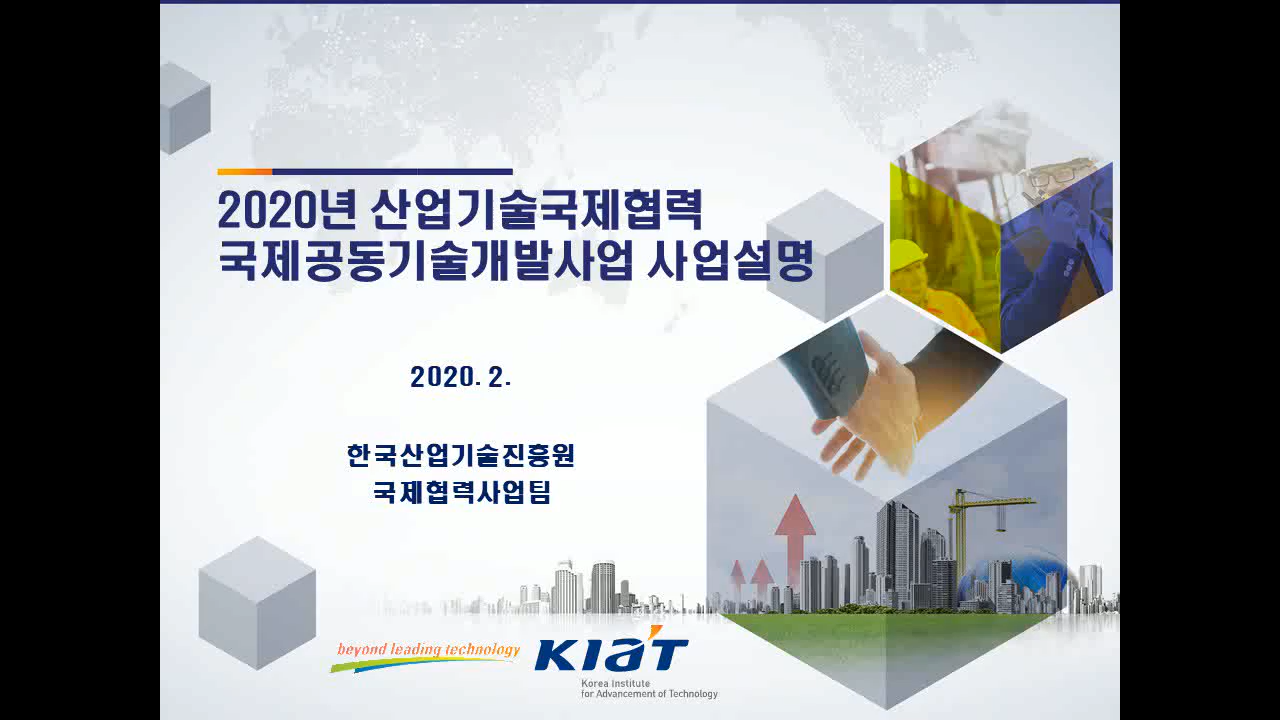 2020년 산업기술국제협력
국제공동기술개발사업 사업설명
2020. 2.
한국산업기술진흥원
국제협력사업팀
beyond leading technology
KIAT
Korea Institute
for Advancement of Technology